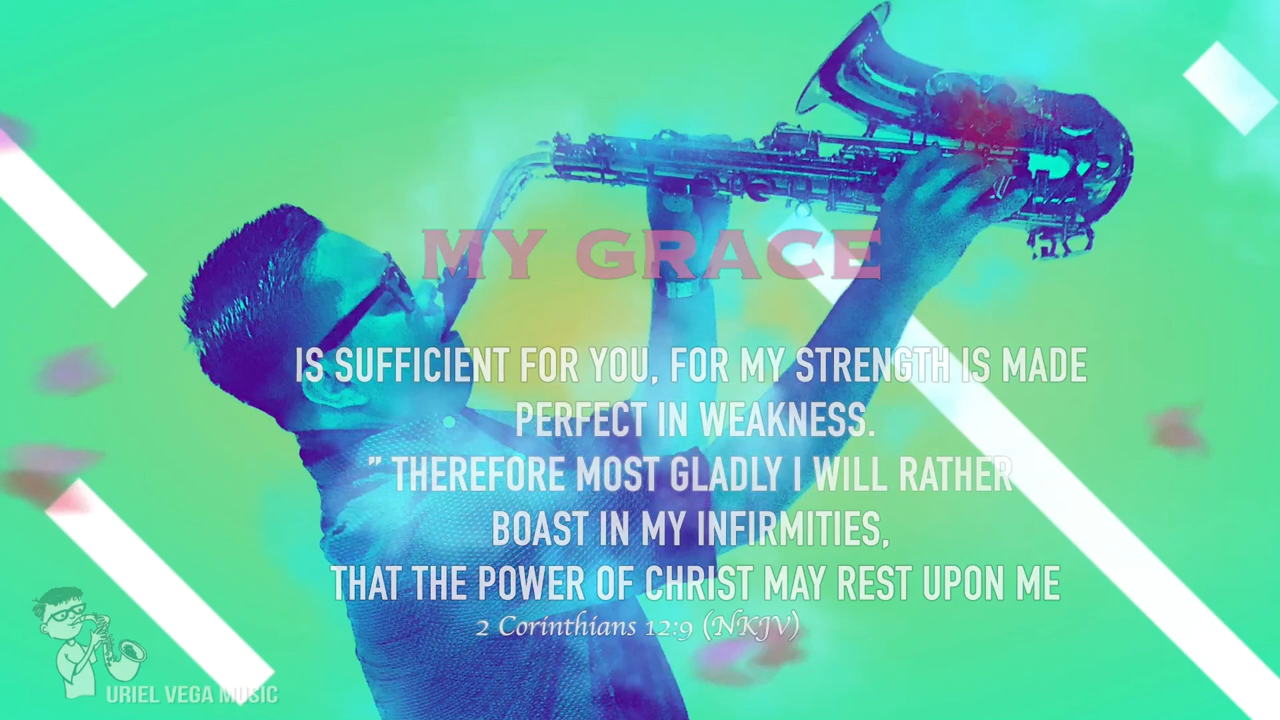 MY GRACE
IS SUFFICIENT FOR YOU, FOR MY STRENGTH IS MADE
PERFECT IN WEAKNESS.
” THEREFORE MOST GLADLY I WILL RATHER
BOAST IN MY INFIRMITIES,
THAT THE POWER OF CHRIST MAY REST UPON ME
2 Corinthians 12:9 (NKJV)
URIEL VEGA MUSIC